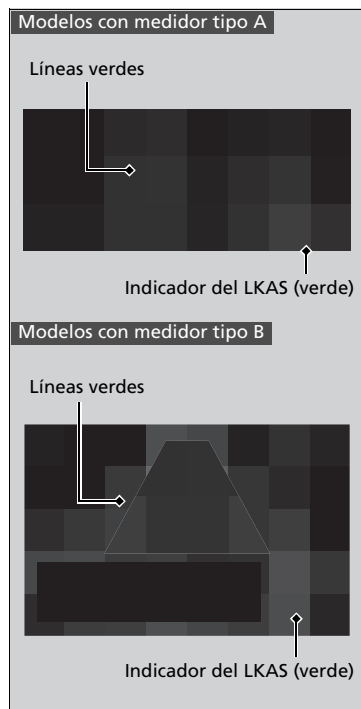 Modelos con medidor tipo A
Líneas verdes
Indicador del LKAS (verde)
Modelos con medidor tipo B
Líneas verdes
Indicador del LKAS (verde)